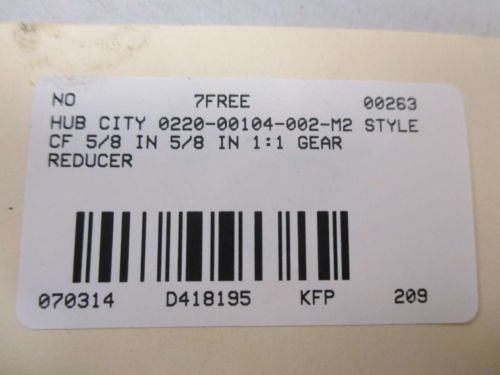 NO 7FREE 00263
HUB CITY 0220-00104-002-M2 STYLE
CF 5/8 IN 5/8 IN 1:1 GEAR
REDUCER
070314 D418195 KFP 209